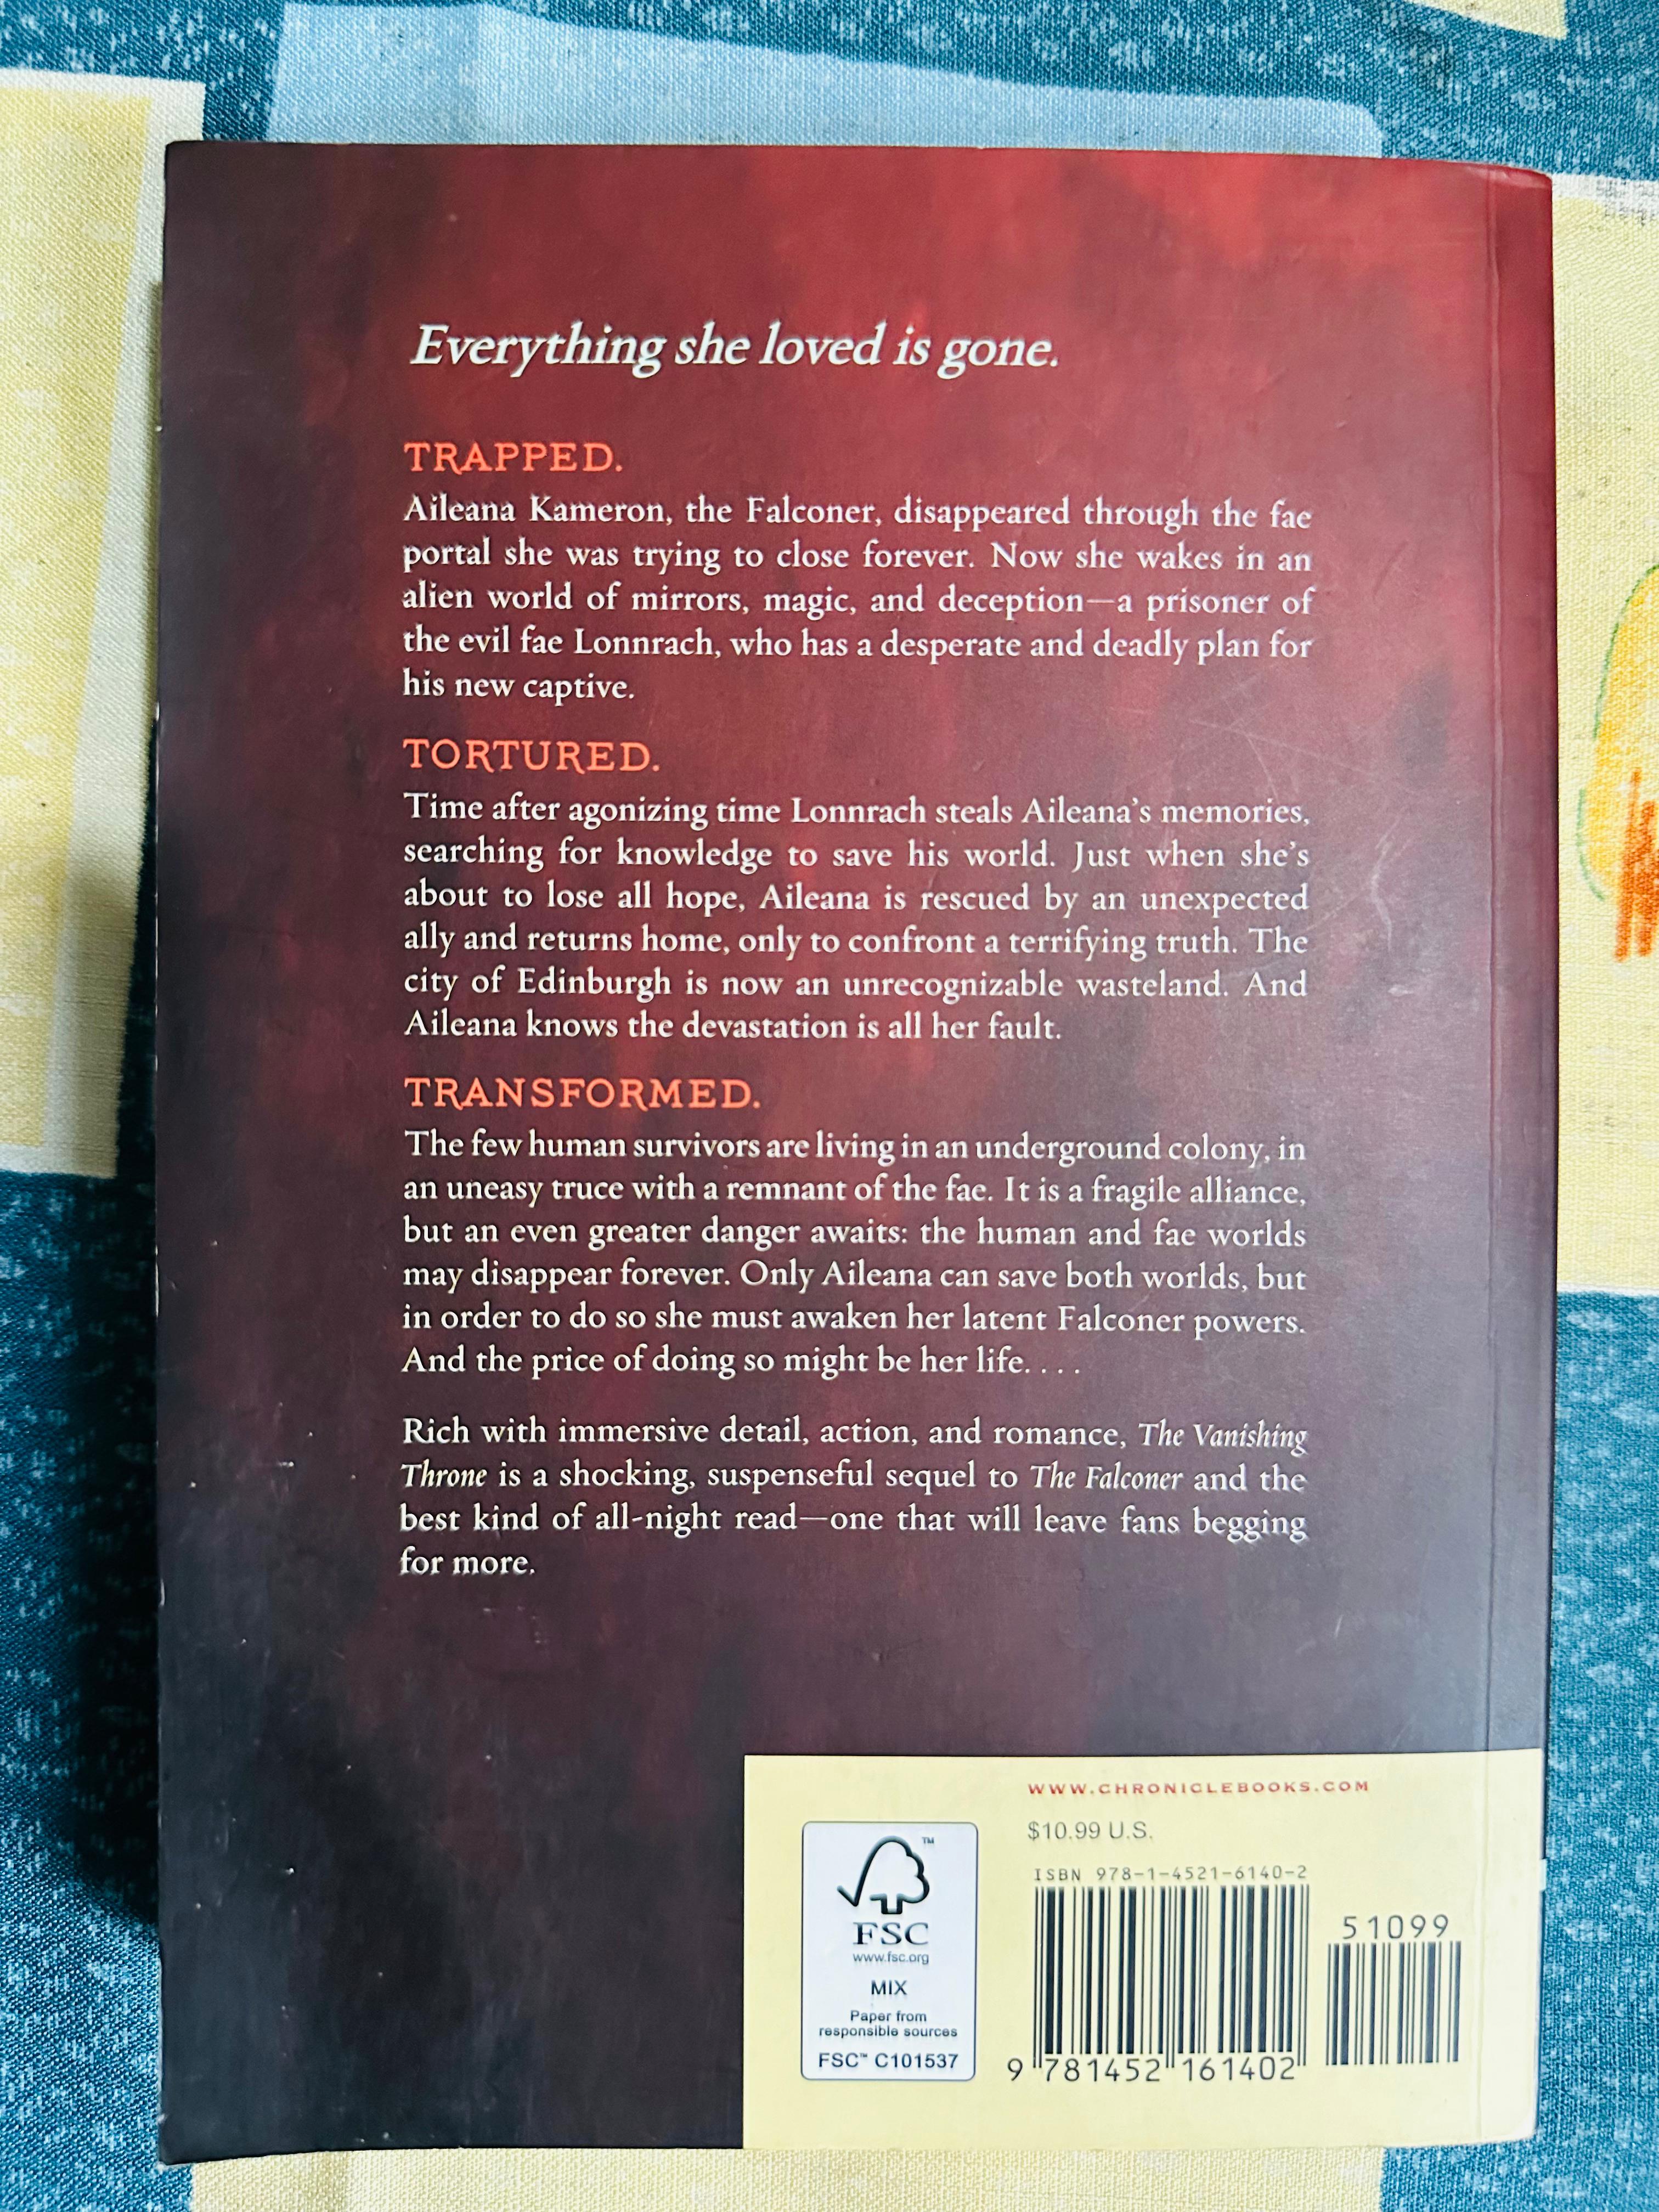 Everything she loved is gone.
TRAPPED.
Aileana Kameron, the Falconer, disappeared through the fae
portal she was trying to close forever. Now she wakes in an
alien world of mirrors, magic, and deception—a prisoner of
the evil fae Lonnrach, who has a desperate and deadly plan for
his new captive.
TORTURED.
Time after agonizing time Lonnrach steals Aileana's memories,
searching for knowledge to save his world. Just when she's
about to lose all hope, Aileana is rescued by an unexpected
ally and returns home, only to confront a terrifying truth. The
city of Edinburgh is now an unrecognizable wasteland. And
Aileana knows the devastation is all her fault.
TRANSFORMED.
The few human survivors are living in an underground colony, in
an uneasy truce with a remnant of the fae. It is a fragile alliance,
but an even greater danger awaits: the human and fae worlds
may disappear forever. Only Aileana can save both worlds, but
in order to do so she must awaken her latent Falconer powers.
And the price of doing so might be her life. . . .
Rich with immersive detail, action, and romance, The Vanishing
Throne is a shocking, suspenseful sequel to The Falconer and the
best kind of all-night read—one that will leave fans begging
for more.
WWW.CHRONICLEBOOKS.COM
$10.99 U.S.
ISBN 978-1-4521-6140-2
51099
9 781452 161402
™
FSC
www.fsc.org
MIX
Paper from
responsible sources
FSC™ C101537